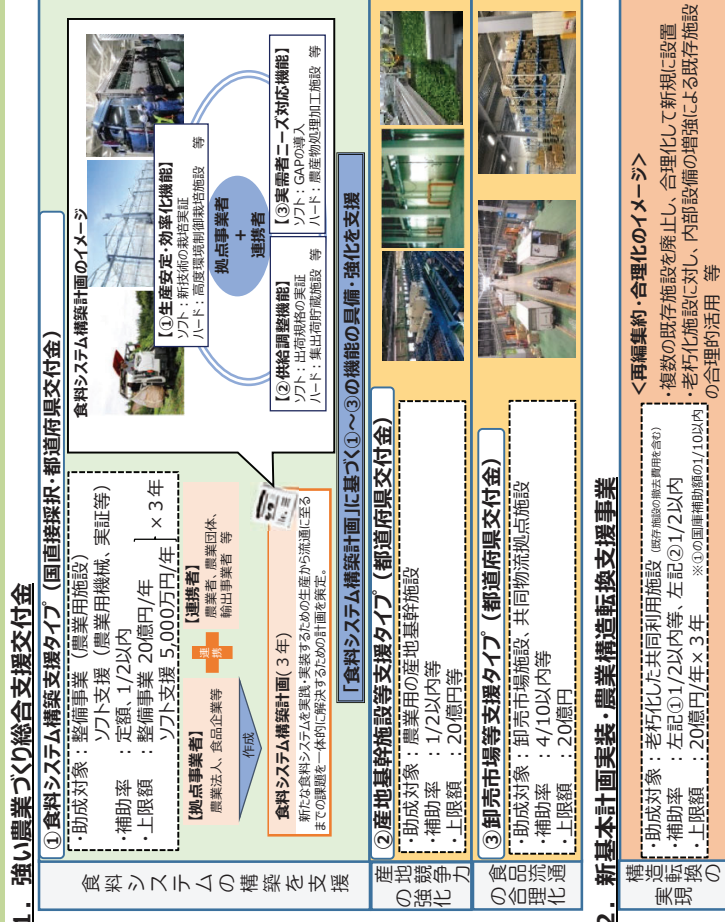 1．強い農業づくり総合支援交付金
食料システムの構築を支援
①食料システム構築支援タイプ（国直接採択・都道府県交付金）
・助成対象：整備事業（農業用施設）
ソフト支援（農業用機械、実証等）
・補助率：定額、1/2以内
・上限額：整備事業 20億円/年
ソフト支援 5,000万円/年
×３年
【拠点事業者】
農業法人、食品企業等
連携
【連携者】
農業者、農業団体、
輸出事業者 等
作成
食料システム構築計画(３年)
新たな食料システムを実践・実装するための生産から流通に至る
までの課題を一体的に解決するための計画を策定。
食料システム構築計画のイメージ
【①生産安定・効率化機能】
ソフト：新技術の栽培実証
ハード：高度環境制御栽培施設 等
拠点事業者
＋
連携者
【②供給調整機能】
ソフト：出荷規格の実証
ハード：集出荷貯蔵施設 等
【③実需者ニーズ対応機能】
ソフト：GAPの導入
ハード：農産物処理加工施設 等
「食料システム構築計画」に基づく①～③の機能の具備・強化を支援
産地競争力の強化
②産地基幹施設等支援タイプ（都道府県交付金）
・助成対象：農業用の産地基幹施設
・補助率：1/2以内等
・上限額：20億円等
食品流通の合理化
③卸売市場等支援タイプ（都道府県交付金）
・助成対象：卸売市場施設、共同物流拠点施設
・補助率：4/10以内等
・上限額：20億円
2．新基本計画実装・農業構造転換支援事業
構造転換の実現
・助成対象：老朽化した共同利用施設（既存施設の撤去費用を含む）
・補助率：左記①1/2以内等、左記②1/2以内
・上限額：20億円/年×３年 ※①の国庫補助額の1/10以内
＜再編集約・合理化のイメージ＞
・複数の既存施設を廃止し、合理化して新規に設置
・老朽化施設に対し、内部設備の増強による既存施設
の合理的活用 等